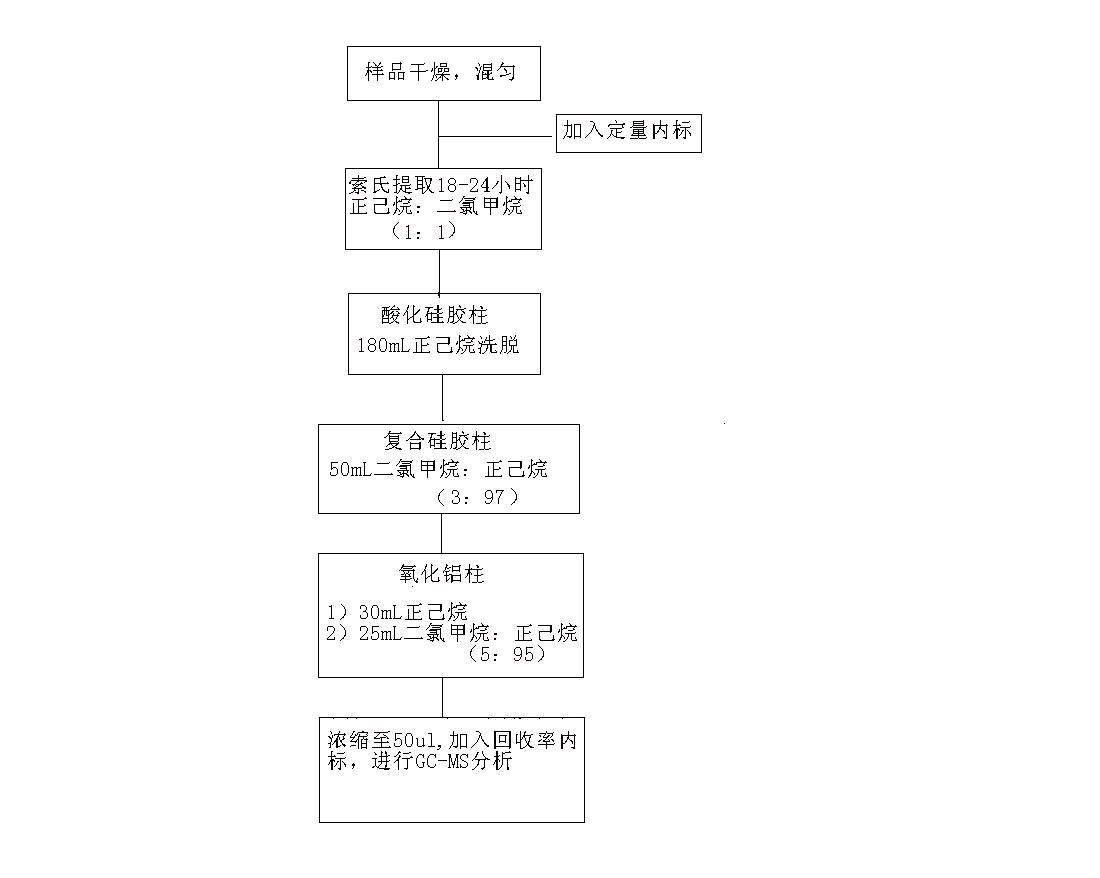 样品干燥，混匀
加入定量内标
索氏提取18-24小时
正己烷：二氯甲烷
（1：1）
酸化硅胶柱
180mL正己烷洗脱
复合硅胶柱
50mL二氯甲烷：正己烷
（3：97）
氧化铝柱
1）30mL正己烷
2）25mL二氯甲烷：正己烷
（5：95）
浓缩至50ul,加入回收率内
标，进行GC-MS分析